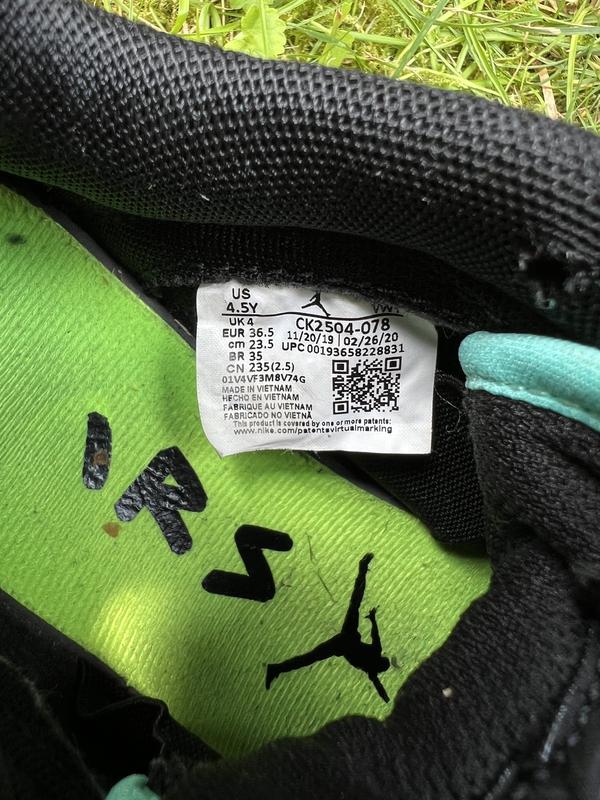 US
4.5Y
UK 4
EUR 36.5
cm 23.5
BR 35
CN 235(2.5)
CK2504-078
11/20/19 | 02/26/20
UPC 00193658228831
01V4VF3M8V74G
MADE IN VIETNAM
HECHO EN VIETNAM
FABRIQUE AU VIETNAM
FABRICADO NO VIETNÃ
This product is covered by one or more patents:
www.nike.com/patentsvirtualmarking